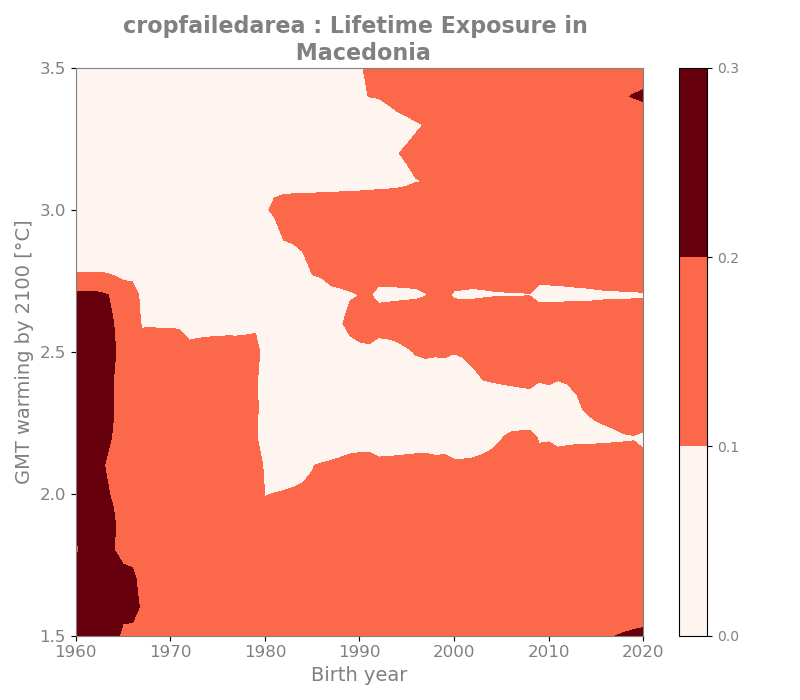 cropfailedarea : Lifetime Exposure in
Macedonia
3.5
3.0
2.5
2.0
1.5
GMT warming by 2100 [°C]
1960 1970 1980 1990 2000 2010 2020
Birth year
0.3
0.2
0.1
0.0